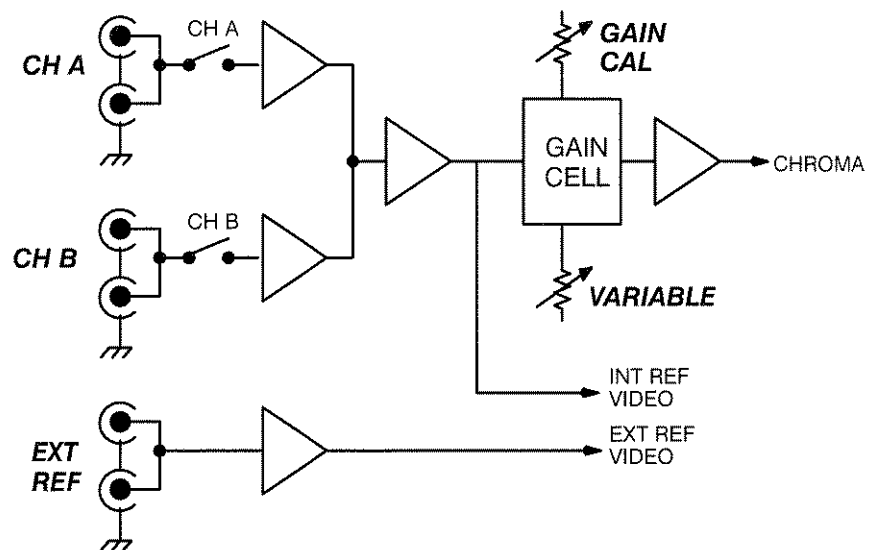 CH A
CH A
GAIN
CAL
GAIN
CELL
CHROMA
CH B
CH B
VARIABLE
INT REF
VIDEO
EXT REF
VIDEO
EXT
REF